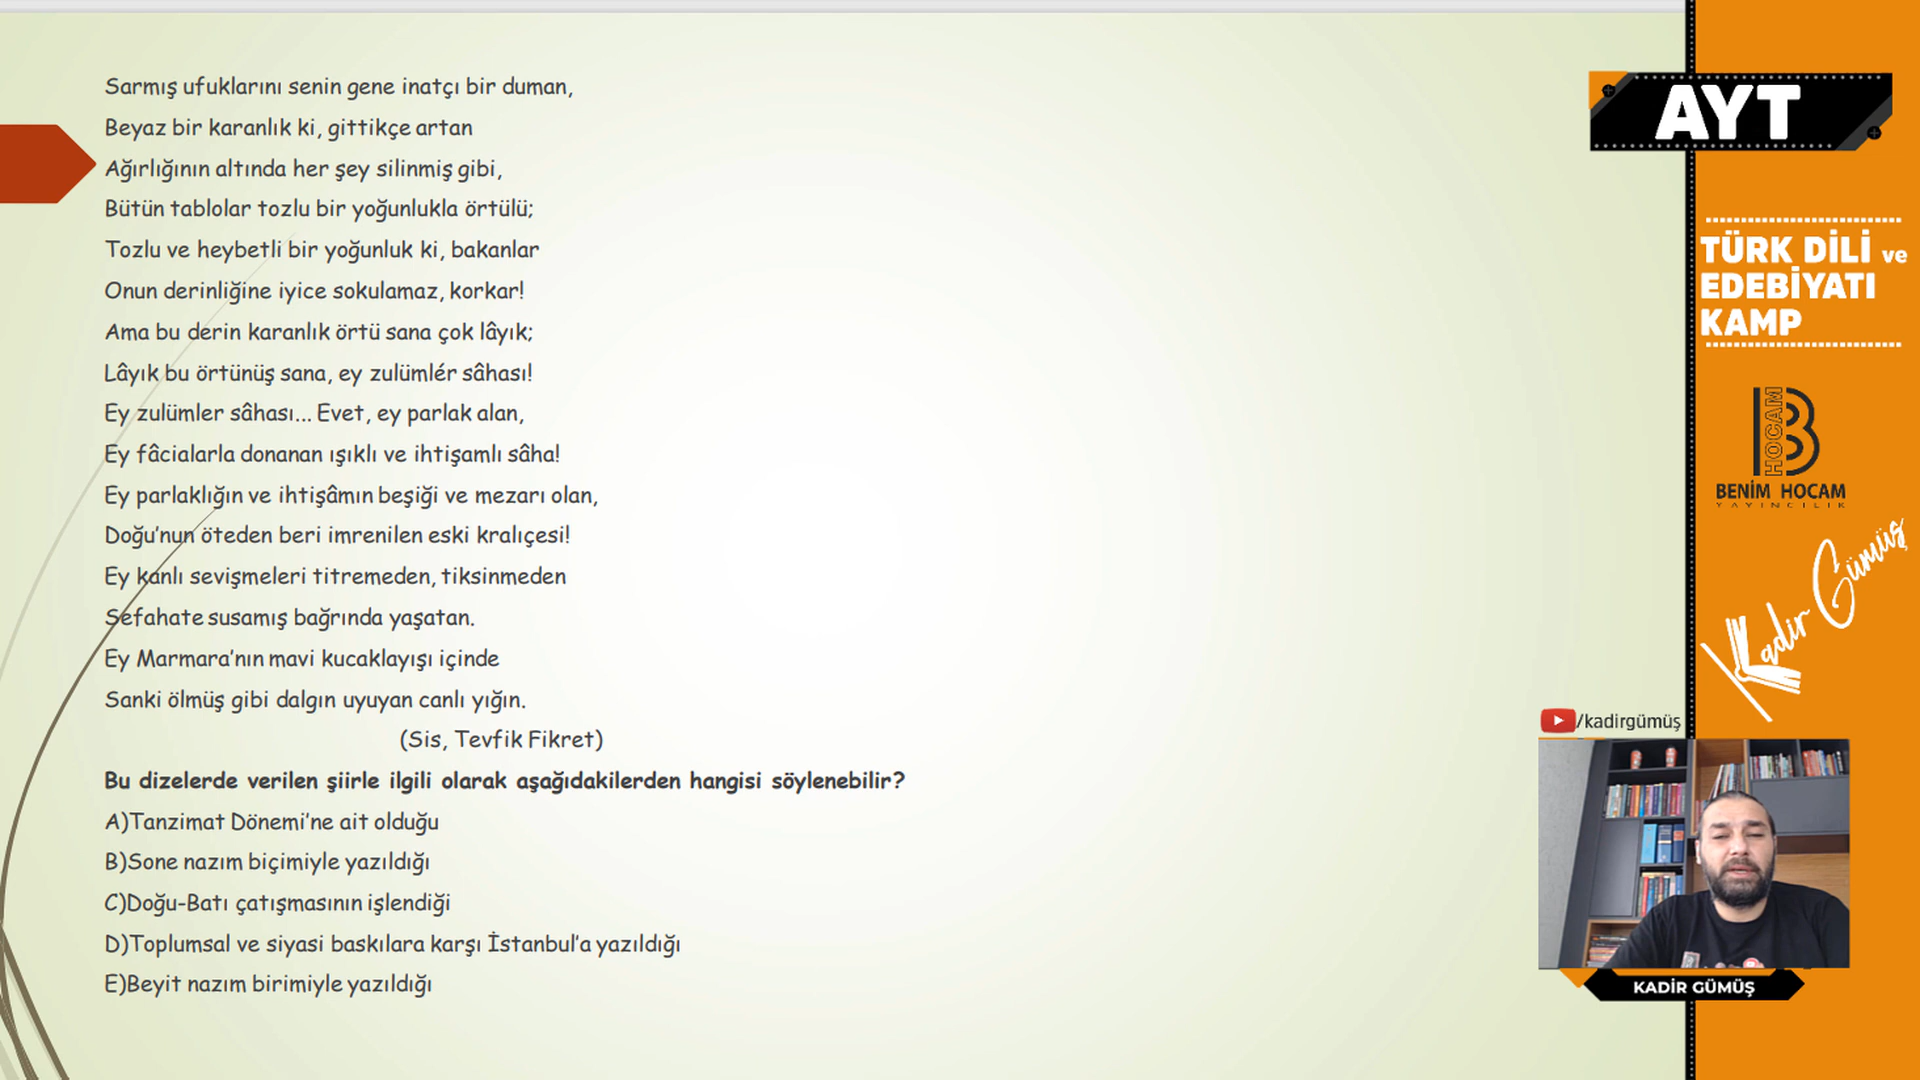 Sarmış ufuklarını senin gene inatçı bir duman,
Beyaz bir karanlık ki, gittikçe artan
Ağırlığının altında her şey silinmiş gibi,
Bütün tablolar tozlu bir yoğunlukla örtülü;
Tozlu ve heybetli bir yoğunluk ki, bakanlar
Onun derinliğine iyice sokulamaz, korkar!
Ama bu derin karanlık örtü sana çok lâyık;
Lâyık bu örtünüş sana, ey zulümlér sâhası!
Ey zulümler sâhası... Evet, ey parlak alan,
Ey fâcialarla donanan ışıklı ve ihtişamlı sâha!
Ey parlaklığın ve ihtişâmın beşiği ve mezarı olan,
Doğu'nun öteden beri imrenilen eski kralıçesi!
Ey kanlı sevişmeleri titremeden, tiksinmeden
Sefahate susamış bağrında yaşatan.
Ey Marmara'nın mavi kucaklayışı içinde
Sanki ölmüş gibi dalgın uyuyan canlı yığın.
(Sis, Tevfik Fikret)
Bu dizelerde verilen şiirle ilgili olarak aşağıdakilerden hangisi söylenebilir?
A)Tanzimat Dönemi'ne ait olduğu
B)Sone nazım biçimiyle yazıldığı
C)Doğu-Batı çatışmasının işlendiği
D)Toplumsal ve siyasi baskılara karşı İstanbul'a yazıldığı
E)Beyit nazım birimiyle yazıldığı
AYT
TÜRK DİLİ ve
EDEBİYATI
KAMP
HOCAM
BENİM HOCAM
YAYINCILIK
Kadir Gümüş
/kadirgümüş
KADİR GÜMÜŞ